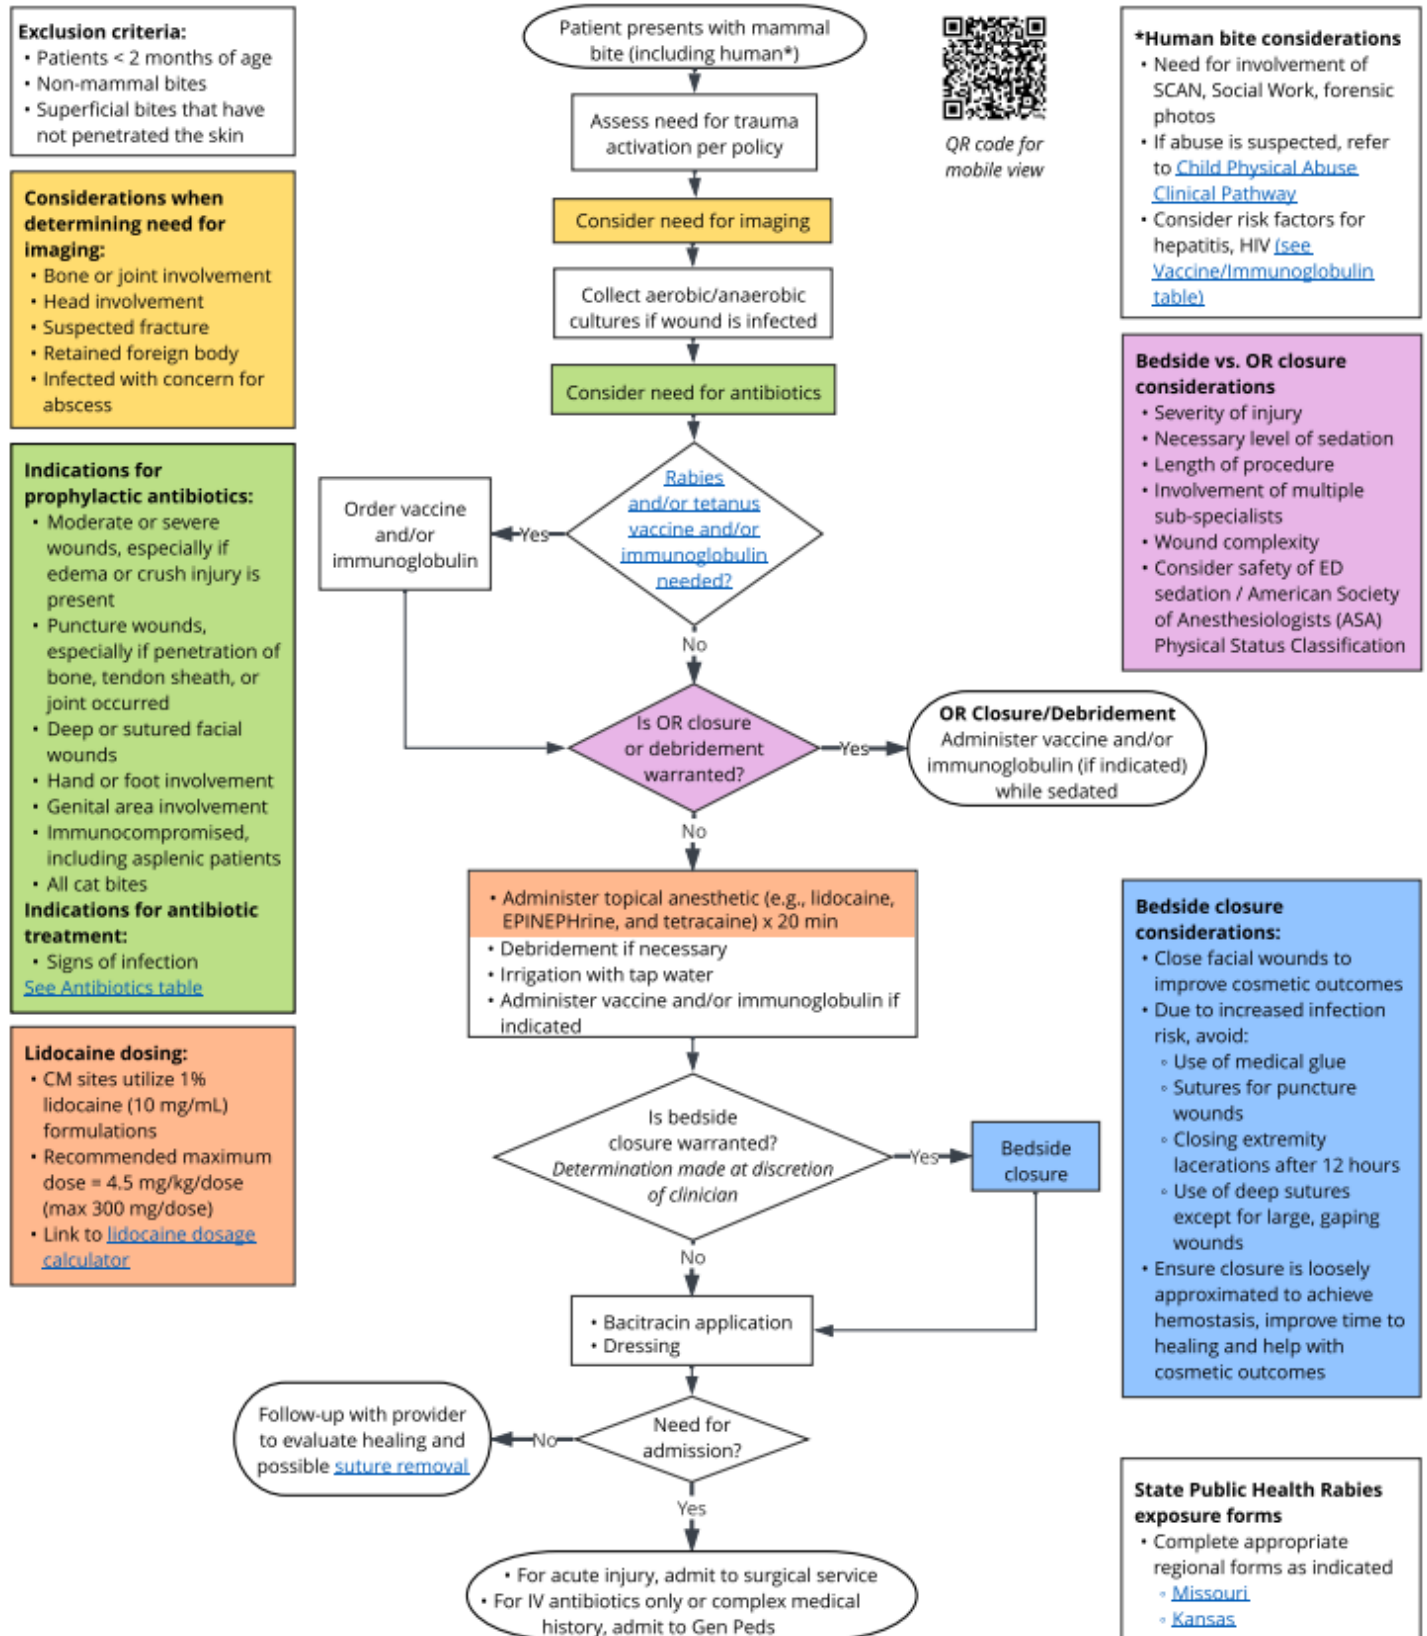 Exclusion criteria:
• Patients < 2 months of age
• Non-mammal bites
• Superficial bites that have
not penetrated the skin
Considerations when
determining need for
imaging:
• Bone or joint involvement
• Head involvement
• Suspected fracture
• Retained foreign body
• Infected with concern for
abscess
Indications for
prophylactic antibiotics:
• Moderate or severe
wounds, especially if
edema or crush injury is
present
• Puncture wounds,
especially if penetration of
bone, tendon sheath, or
joint occurred
• Deep or sutured facial
wounds
• Hand or foot involvement
• Genital area involvement
• Immunocompromised,
including asplenic patients
• All cat bites
Indications for antibiotic
treatment:
• Signs of infection
See Antibiotics table
Lidocaine dosing:
• CM sites utilize 1%
lidocaine (10 mg/mL)
formulations
• Recommended maximum
dose = 4.5 mg/kg/dose
(max 300 mg/dose)
• Link to lidocaine dosage
calculator
Patient presents with mammal
bite (including human*)
Assess need for trauma
activation per policy
Consider need for imaging
Collect aerobic/anaerobic
cultures if wound is infected
Consider need for antibiotics
Rabies
and/or tetanus
vaccine and/or
immunoglobulin
needed?
Yes
Order vaccine
and/or
immunoglobulin
No
Is OR closure
or debridement
warranted?
Yes
OR Closure/Debridement
Administer vaccine and/or
immunoglobulin (if indicated)
while sedated
No
• Administer topical anesthetic (e.g., lidocaine,
EPINEPHrine, and tetracaine) x 20 min
• Debridement if necessary
• Irrigation with tap water
• Administer vaccine and/or immunoglobulin if
indicated
Is bedside
closure warranted?
Determination made at discretion
of clinician
Yes
Bedside
closure
No
• Bacitracin application
• Dressing
Need for
admission?
No
Follow-up with provider
to evaluate healing and
possible suture removal
Yes
• For acute injury, admit to surgical service
• For IV antibiotics only or complex medical
history, admit to Gen Peds
QR code for
mobile view
*Human bite considerations
• Need for involvement of
SCAN, Social Work, forensic
photos
• If abuse is suspected, refer
to Child Physical Abuse
Clinical Pathway
• Consider risk factors for
hepatitis, HIV (see
Vaccine/Immunoglobulin
table)
Bedside vs. OR closure
considerations
• Severity of injury
• Necessary level of sedation
• Length of procedure
• Involvement of multiple
sub-specialists
• Wound complexity
• Consider safety of ED
sedation / American Society
of Anesthesiologists (ASA)
Physical Status Classification
Bedside closure
considerations:
• Close facial wounds to
improve cosmetic outcomes
• Due to increased infection
risk, avoid:
◦ Use of medical glue
◦ Sutures for puncture
wounds
◦ Closing extremity
lacerations after 12 hours
◦ Use of deep sutures
except for large, gaping
wounds
• Ensure closure is loosely
approximated to achieve
hemostasis, improve time to
healing and help with
cosmetic outcomes
State Public Health Rabies
exposure forms
• Complete appropriate
regional forms as indicated
◦ Missouri
◦ Kansas